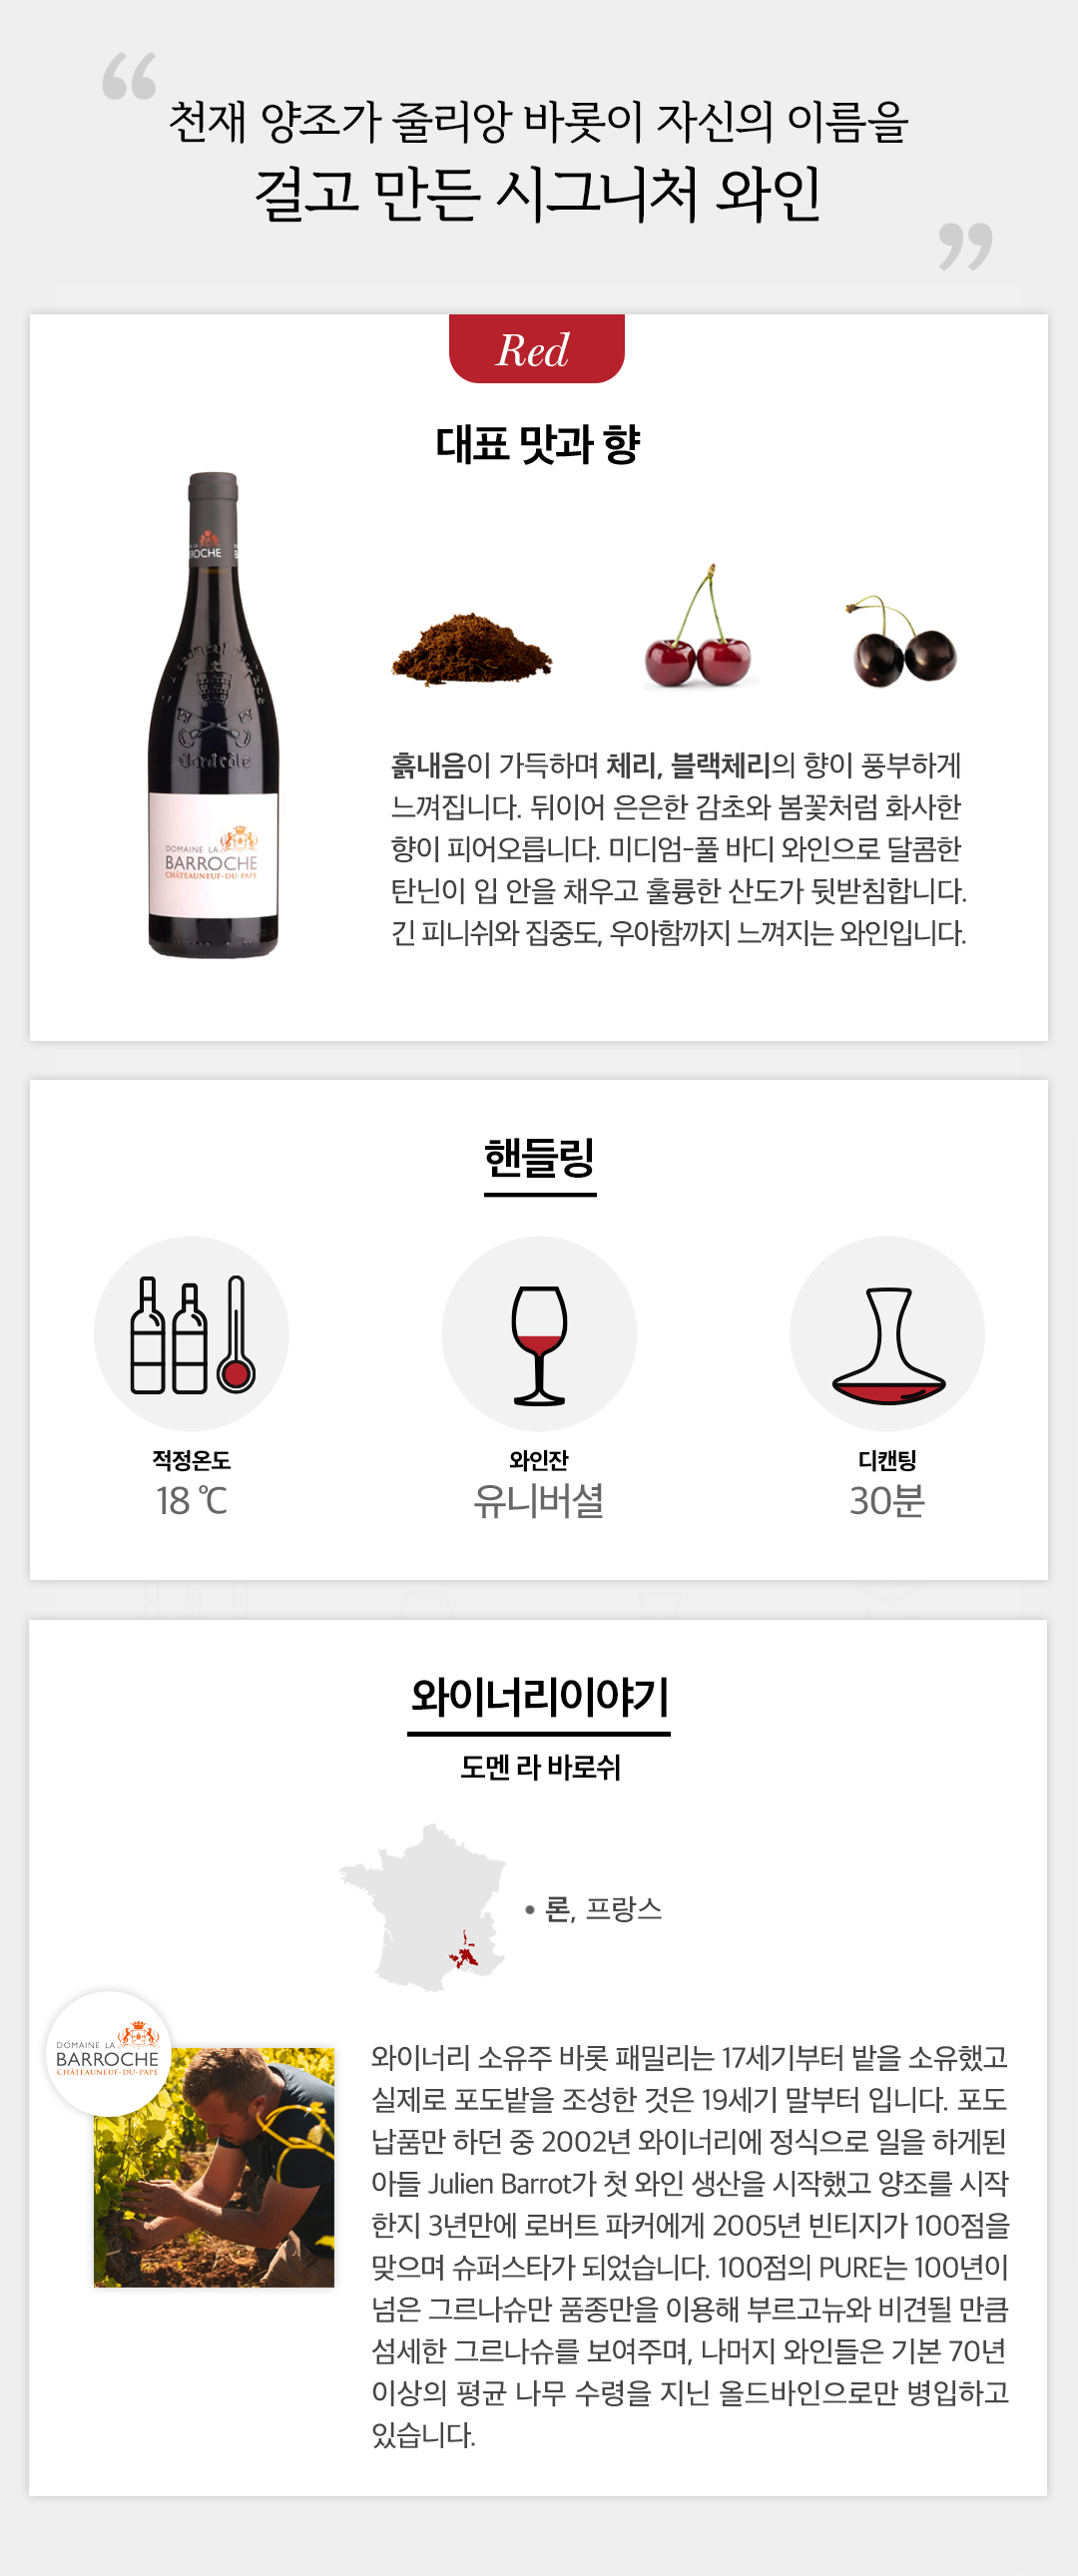 “
천재 양조가 줄리앙 바롯이 자신의 이름을
걸고 만든 시그니처 와인
”
Red
대표 맛과 향
BARROCHE
Contrôle
DOMAINE LA
BARROCHE
CHÂTEAUNEUF-DU-PAPE
흙내음이 가득하며 체리, 블랙체리의 향이 풍부하게
느껴집니다. 뒤이어 은은한 감초와 봄꽃처럼 화사한
향이 피어오릅니다. 미디엄-풀 바디 와인으로 달콤한
탄닌이 입 안을 채우고 훌륭한 산도가 뒷받침합니다.
긴 피니쉬와 집중도, 우아함까지 느껴지는 와인입니다.
핸들링
적정온도
18 ℃
와인잔
유니버셜
디캔팅
30분
와이너리이야기
도멘 라 바로쉬
• 론, 프랑스
DOMAINE LA
BARROCHE
CHÂTEAUNEUF-DU-PAPE
와이너리 소유주 바롯 패밀리는 17세기부터 밭을 소유했고
실제로 포도밭을 조성한 것은 19세기 말부터 입니다. 포도
납품만 하던 중 2002년 와이너리에 정식으로 일을 하게된
아들 Julien Barrot가 첫 와인 생산을 시작했고 양조를 시작
한지 3년만에 로버트 파커에게 2005년 빈티지가 100점을
맞으며 슈퍼스타가 되었습니다. 100점의 PURE는 100년이
넘은 그르나슈만 품종만을 이용해 부르고뉴와 비견될 만큼
섬세한 그르나슈를 보여주며, 나머지 와인들은 기본 70년
이상의 평균 나무 수령을 지닌 올드바인으로만 병입하고
있습니다.